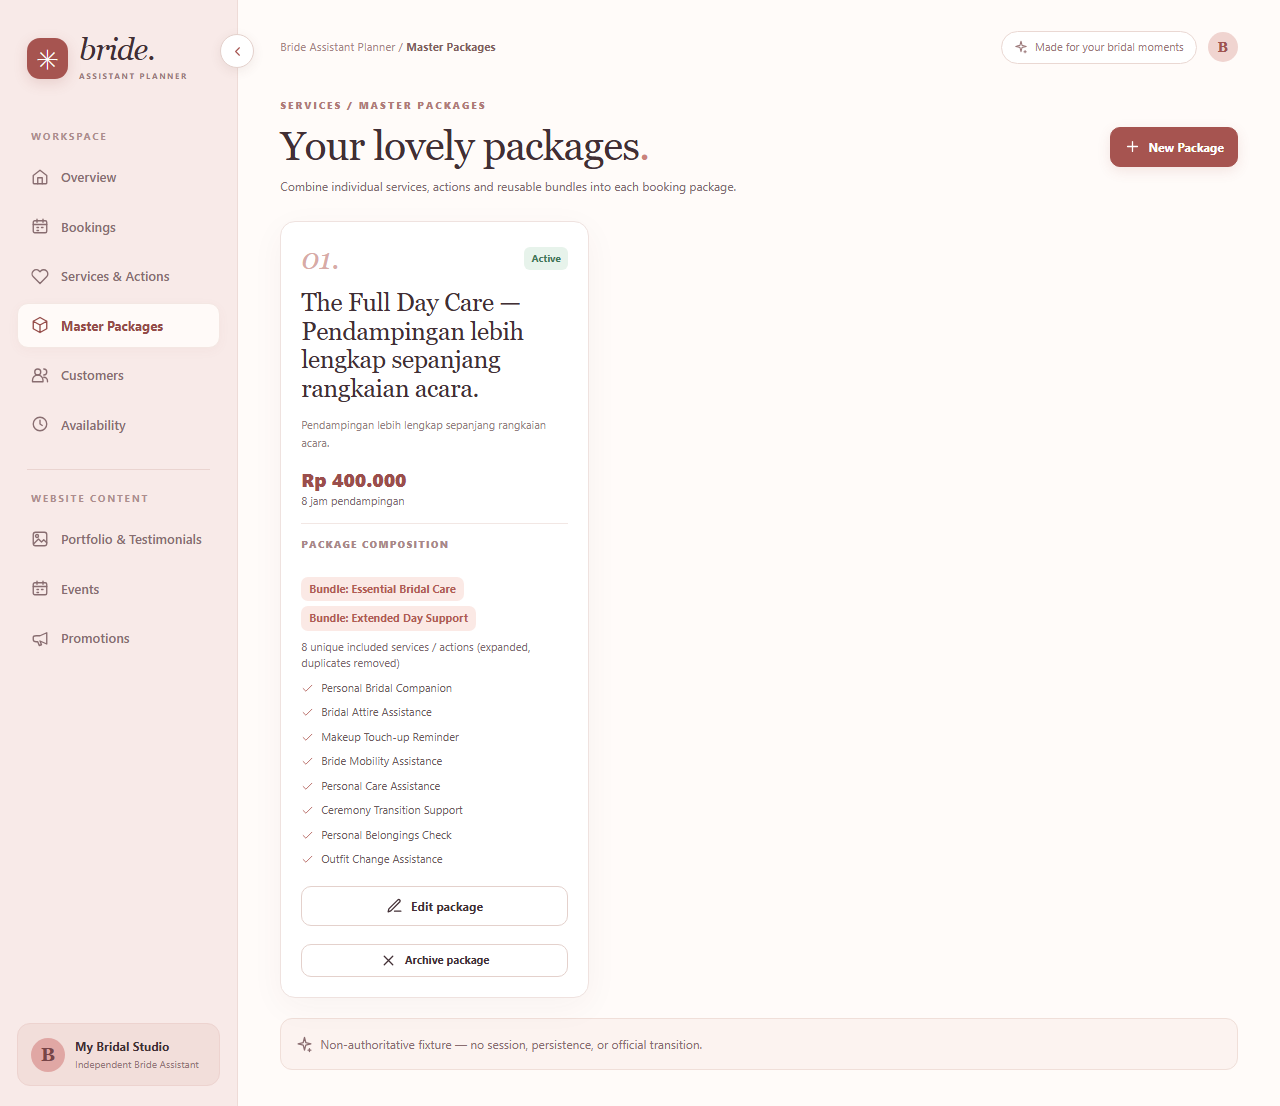 bride.
ASSISTANT PLANNER
WORKSPACE
Overview
Bookings
Services & Actions
Master Packages
Customers
Availability
WEBSITE CONTENT
Portfolio & Testimonials
Events
Promotions
B
My Bridal Studio
Independent Bride Assistant
Bride Assistant Planner / Master Packages
Made for your bridal moments
B
SERVICES / MASTER PACKAGES
Your lovely packages.
Combine individual services, actions and reusable bundles into each booking package.
New Package
01.
Active
The Full Day Care —
Pendampingan lebih
lengkap sepanjang
rangkaian acara.
Pendampingan lebih lengkap sepanjang rangkaian
acara.
Rp 400.000
8 jam pendampingan
PACKAGE COMPOSITION
Bundle: Essential Bridal Care
Bundle: Extended Day Support
8 unique included services / actions (expanded,
duplicates removed)
Personal Bridal Companion
Bridal Attire Assistance
Makeup Touch-up Reminder
Bride Mobility Assistance
Personal Care Assistance
Ceremony Transition Support
Personal Belongings Check
Outfit Change Assistance
Edit package
Archive package
Non-authoritative fixture — no session, persistence, or official transition.